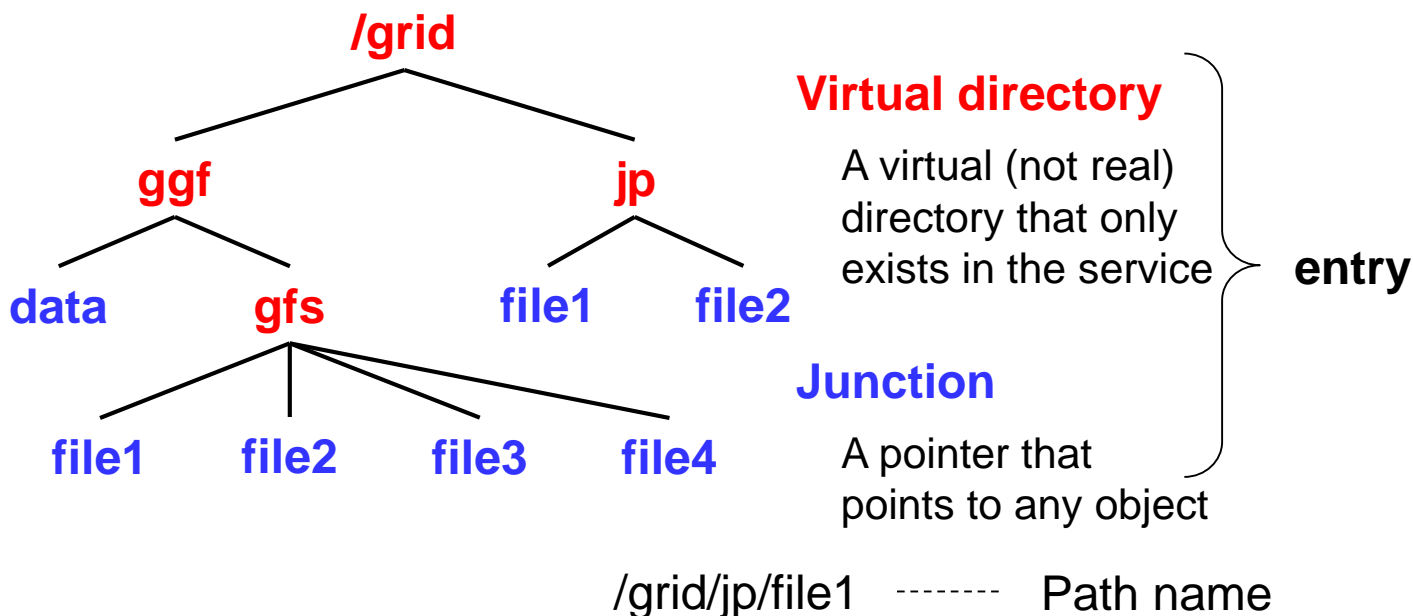 /grid
ggf jp
data gfs file1 file2
file1 file2 file3 file4
Virtual directory
A virtual (not real)
directory that only
exists in the service
Junction
A pointer that
points to any object
entry
/grid/jp/file1 -------- Path name